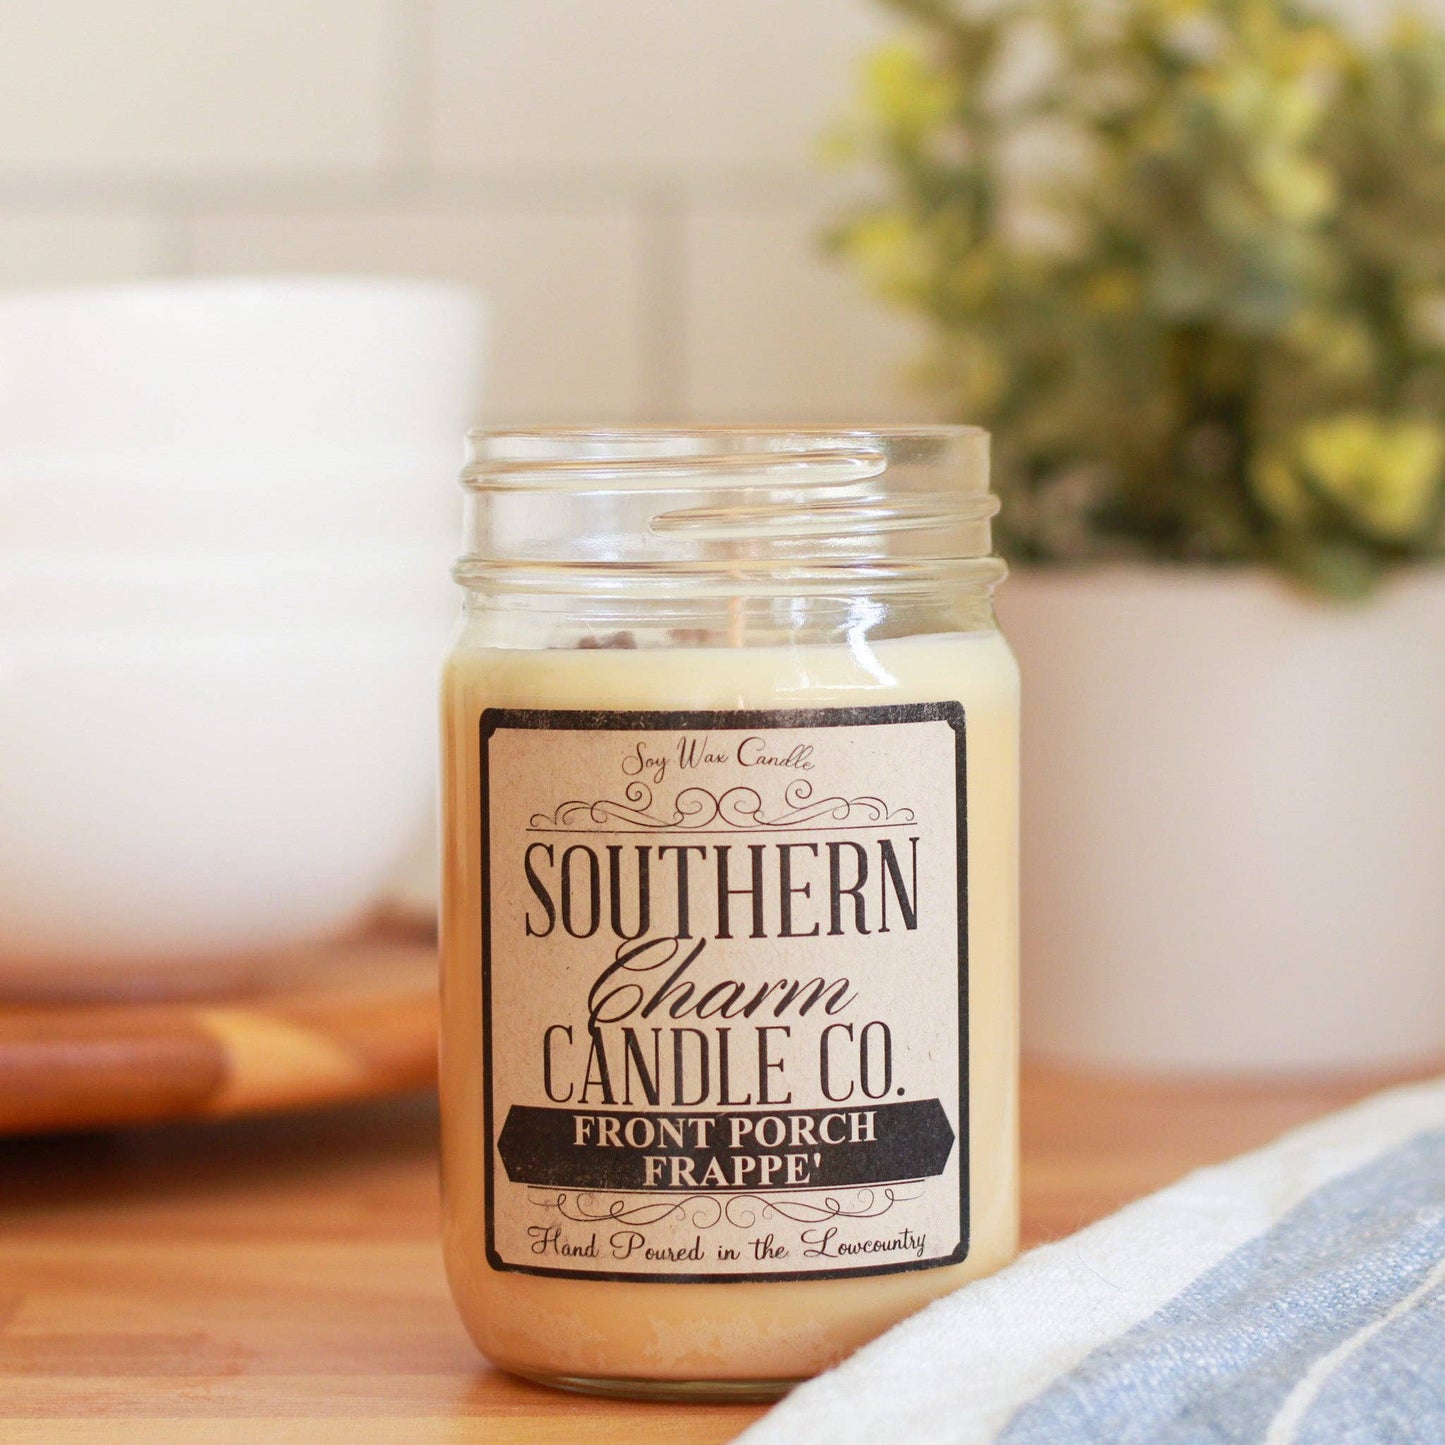 Soy Wax Candle
SOUTHERN
Charm
CANDLE CO.
FRONT PORCH
FRAPPE'
Hand Poured in the Lowcountry